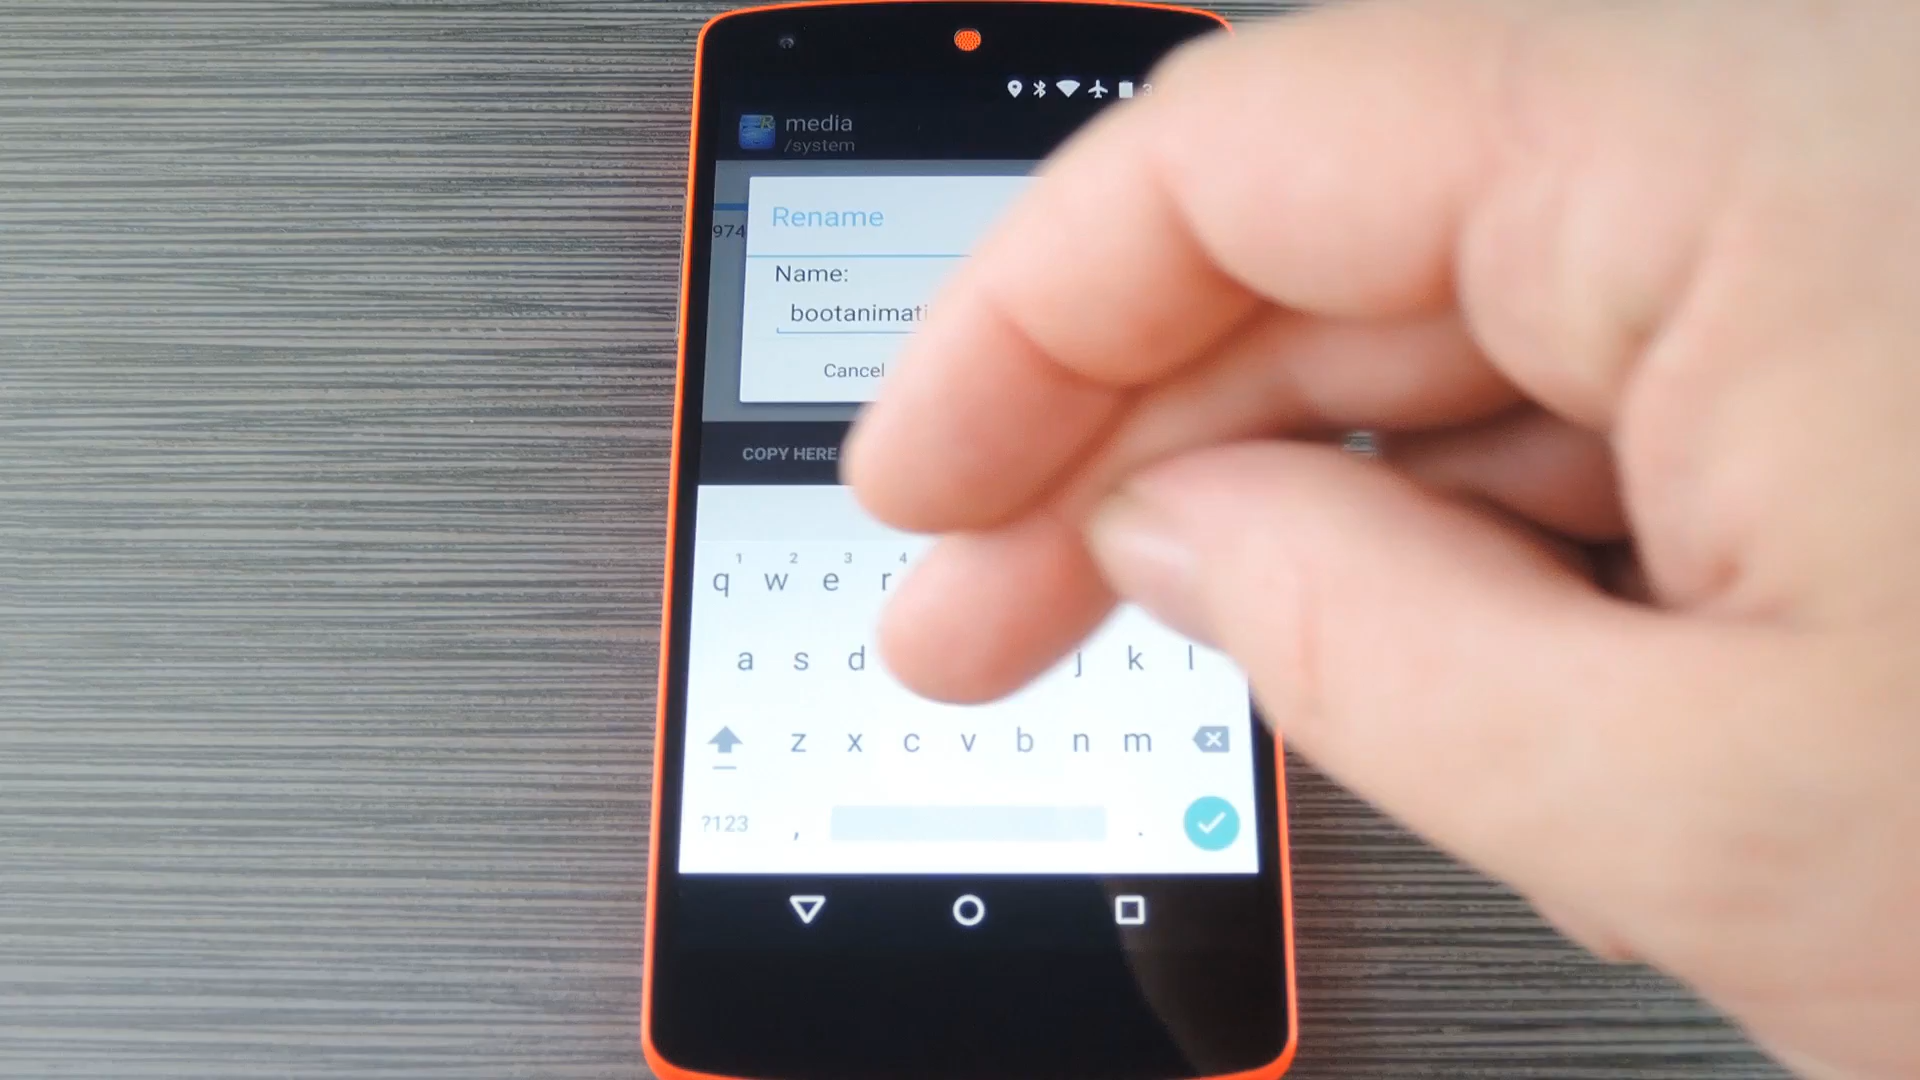 media
/system
974
Rename
Name:
bootanimati
Cancel
COPY HERE
1 2 3 4
q w e r
a s d j k l
z x c v b n m
?123 , .